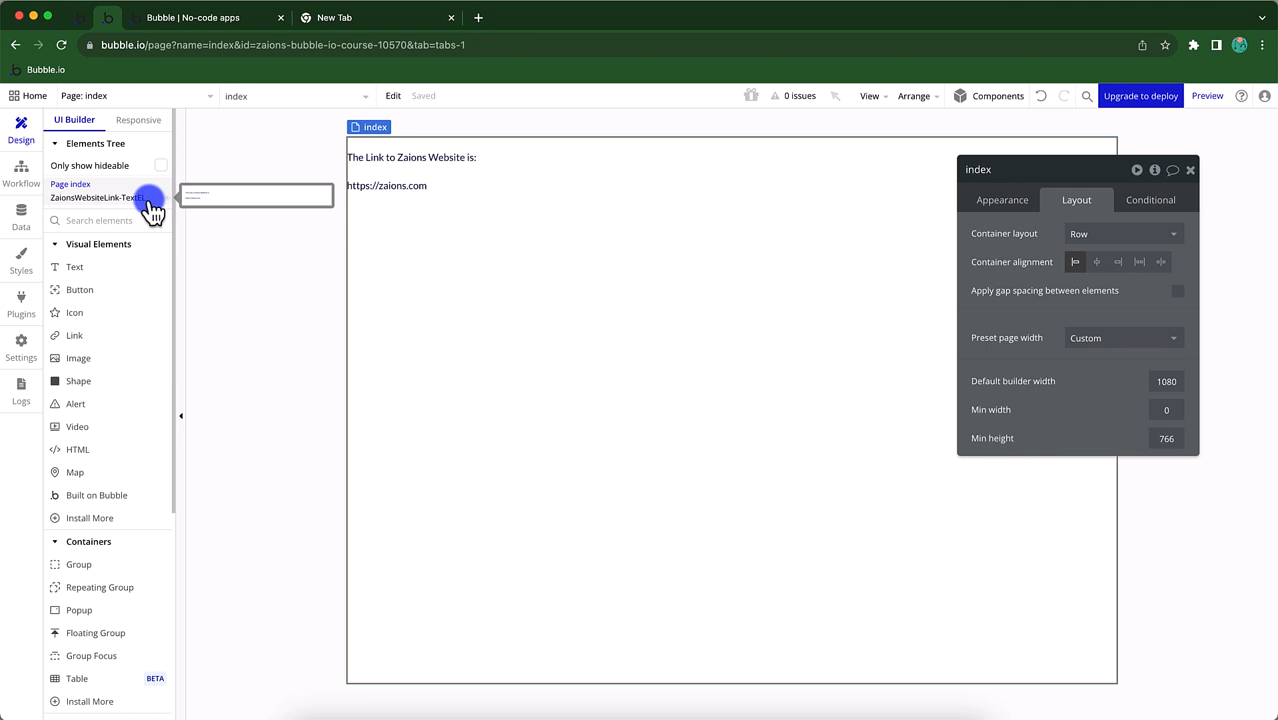 Bubble | No-code apps
New Tab
bubble.io/page?name=index&id=zaions-bubble-io-course-10570&tab=tabs-1
Bubble.io
Home
Page: index
index
Edit
Saved
0 issues
View
Arrange
Components
Upgrade to deploy
Preview
Design
Workflow
Data
Styles
Plugins
Settings
Logs
UI Builder
Responsive
Elements Tree
Only show hideable
Page index
ZaionsWebsiteLink-TextEL
Search elements
Visual Elements
Text
Button
Icon
Link
Image
Shape
Alert
Video
HTML
Map
Built on Bubble
Install More
Containers
Group
Repeating Group
Popup
Floating Group
Group Focus
Table BETA
Install More
index
The Link to Zaions Website is:
https://zaions.com
index
Appearance
Layout
Conditional
Container layout Row
Container alignment
Apply gap spacing between elements
Preset page width Custom
Default builder width 1080
Min width 0
Min height 766